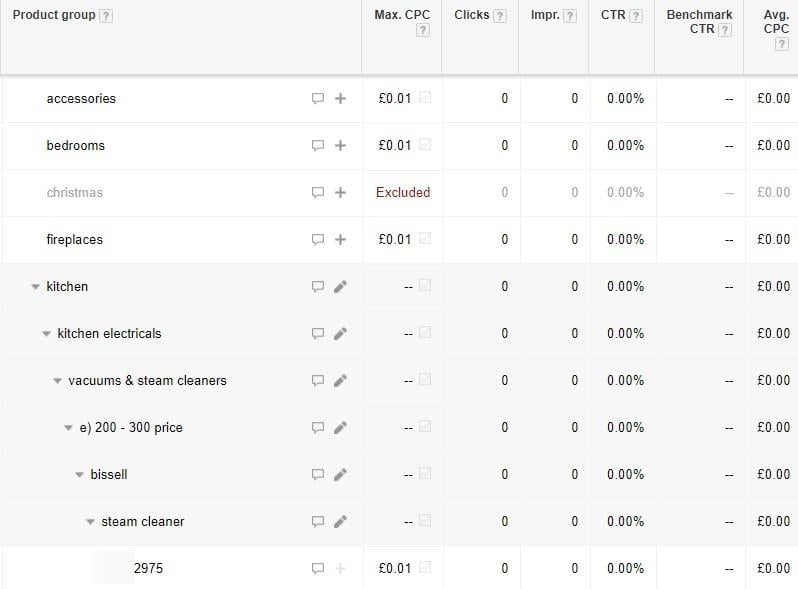 Product group ? Max. CPC ? Clicks ? Impr. ? CTR ? Benchmark CTR ? Avg. CPC ?
accessories £0.01 0 0 0.00% -- £0.00
bedrooms £0.01 0 0 0.00% -- £0.00
christmas Excluded 0 0 0.00% -- £0.00
fireplaces £0.01 0 0 0.00% -- £0.00
kitchen -- 0 0 0.00% -- £0.00
kitchen electricals -- 0 0 0.00% -- £0.00
vacuums & steam cleaners -- 0 0 0.00% -- £0.00
e) 200 - 300 price -- 0 0 0.00% -- £0.00
bissell -- 0 0 0.00% -- £0.00
steam cleaner -- 0 0 0.00% -- £0.00
2975 £0.01 0 0 0.00% -- £0.00